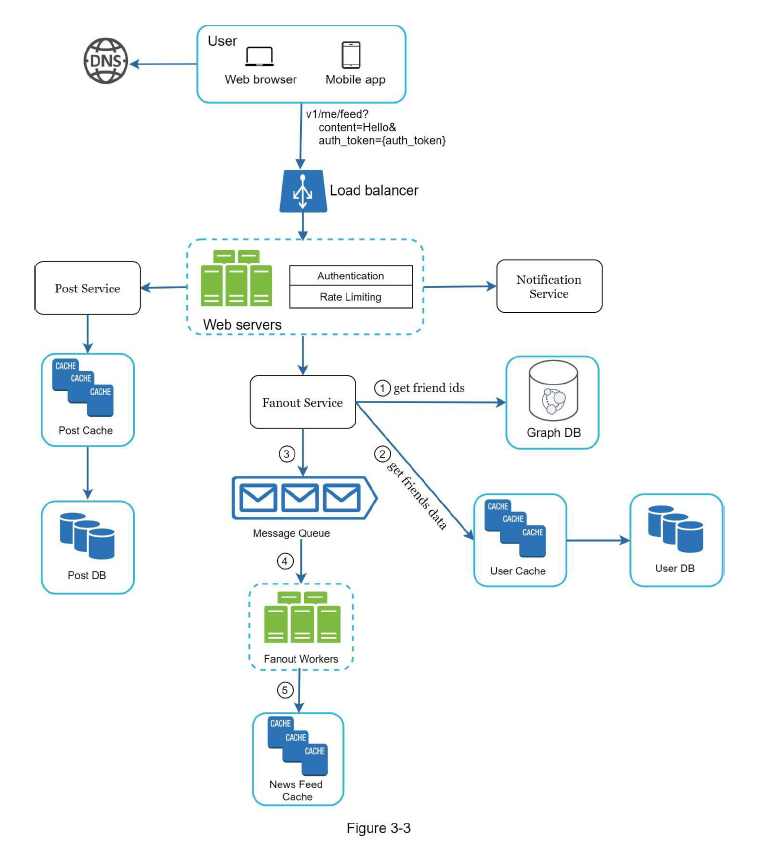 User
DNS
Web browser
Mobile app
v1/me/feed?
content=Hello&
auth_token={auth_token}
Load balancer
Authentication
Rate Limiting
Web servers
Post Service
Notification
Service
CACHE
CACHE
CACHE
Post Cache
Post DB
Fanout Service
1 get friend ids
Graph DB
2 get friends data
CACHE
CACHE
CACHE
User Cache
User DB
3
Message Queue
4
Fanout Workers
5
CACHE
CACHE
CACHE
News Feed
Cache
Figure 3-3